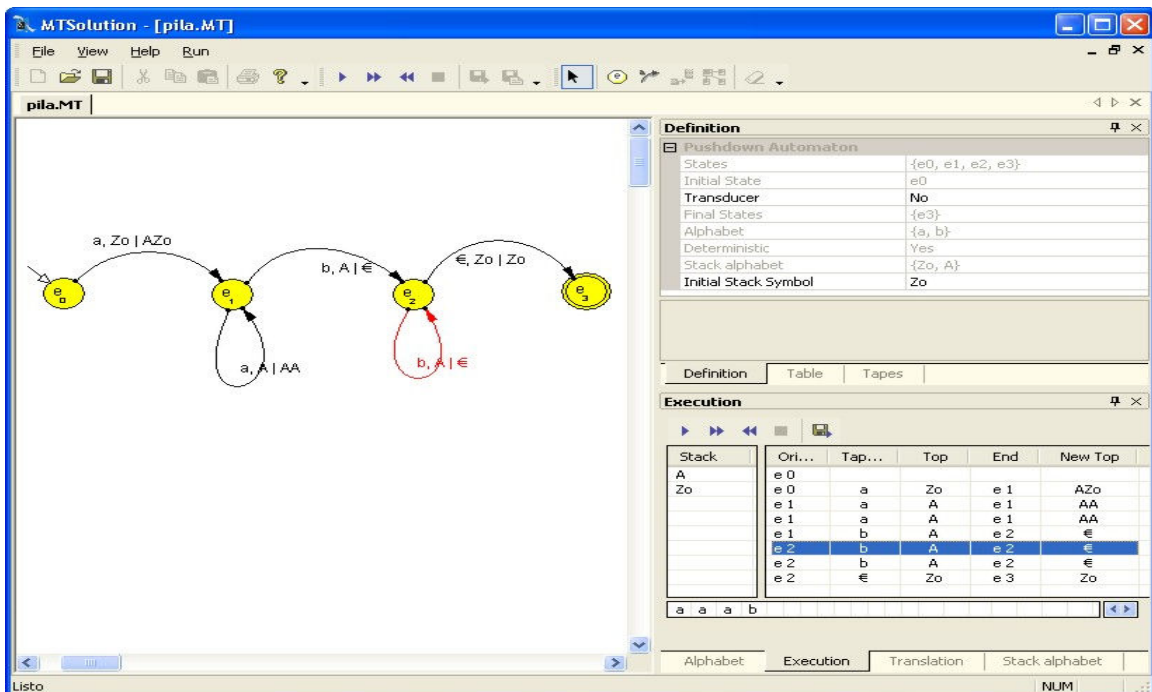 MTSolution - [pila.MT]
File View Help Run
pila.MT
a, Zo | AZo
b, A | €
€, Zo | Zo
e0
e1
e2
e3
a, A | AA
b, A | €
Definition
Pushdown Automaton
States {e0, e1, e2, e3}
Initial State e0
Transducer No
Final States {e3}
Alphabet {a, b}
Deterministic Yes
Stack alphabet {Zo, A}
Initial Stack Symbol Zo
Definition Table Tapes
Execution
Stack Ori... Tap... Top End New Top
A e 0
Zo e 0 a Zo e 1 AZo
e 1 a A e 1 AA
e 1 a A e 1 AA
e 1 b A e 2 €
e 2 b A e 2 €
e 2 b A e 2 €
e 2 € Zo e 3 Zo
a a a b
Alphabet Execution Translation Stack alphabet
Listo NUM